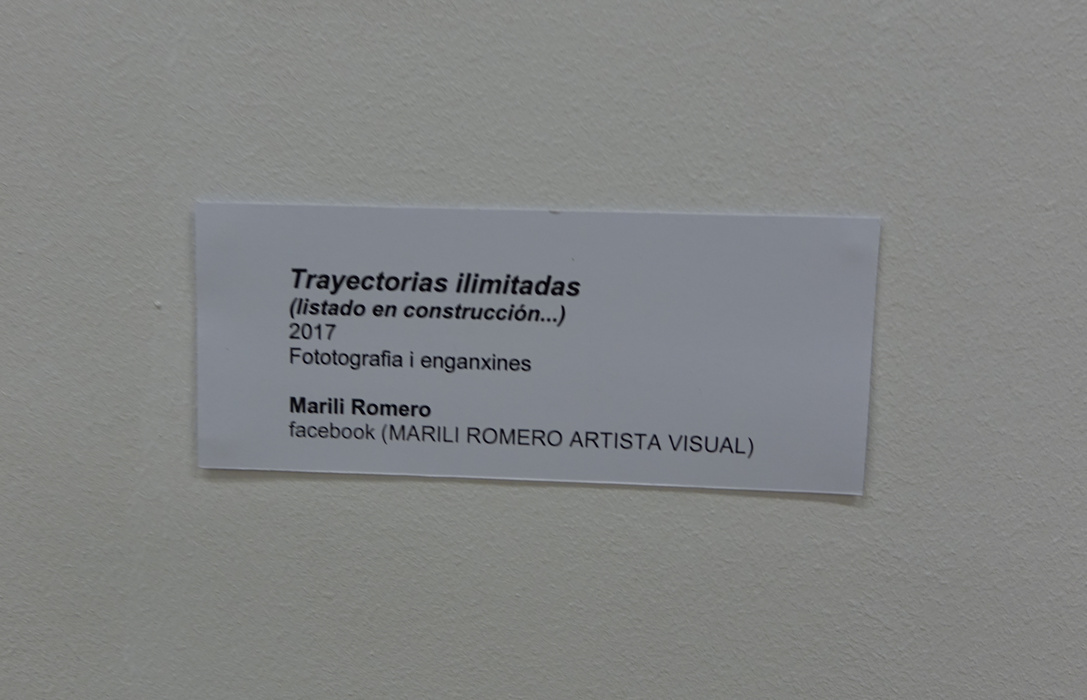 Trayectorias ilimitadas
(listado en construcción...)
2017
Fototografia i enganxines
Marili Romero
facebook (MARILI ROMERO ARTISTA VISUAL)